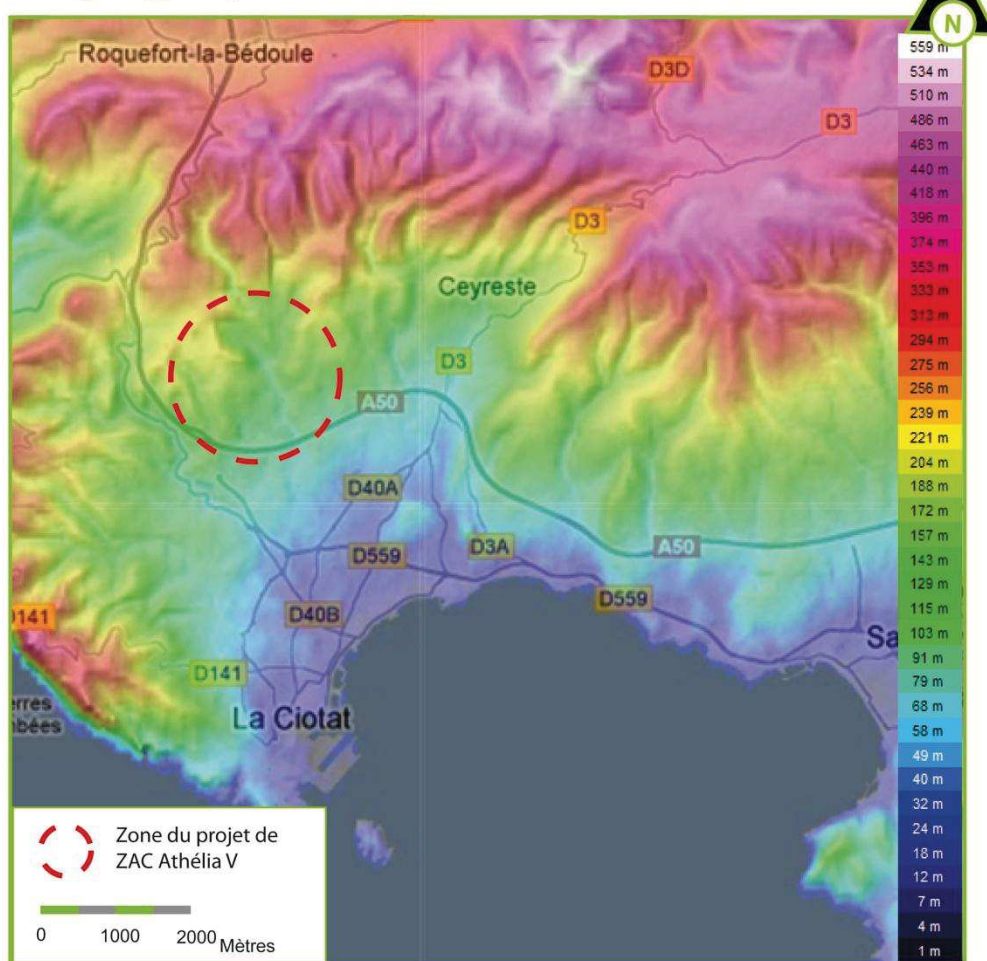 N
Roquefort-la-Bédoule
D3D
D3
D3
Ceyreste
D3
A50
D40A
D559
D3A
A50
D559
D40B
D141
D141
La Ciotat
Sa
Zone du projet de
ZAC Athélia V
0 1000 2000 Mètres
559 m
534 m
510 m
486 m
463 m
440 m
418 m
396 m
374 m
353 m
333 m
313 m
294 m
275 m
256 m
239 m
221 m
204 m
188 m
172 m
157 m
143 m
129 m
115 m
103 m
91 m
79 m
68 m
58 m
49 m
40 m
32 m
24 m
18 m
12 m
7 m
4 m
1 m